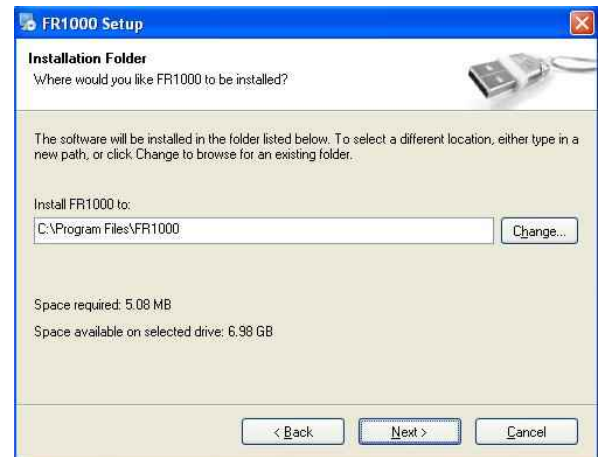 FR1000 Setup
Installation Folder
Where would you like FR1000 to be installed?
The software will be installed in the folder listed below. To select a different location, either type in a
new path, or click Change to browse for an existing folder.
Install FR1000 to:
C:\Program Files\FR1000
Change...
Space required: 5.08 MB
Space available on selected drive: 6.98 GB
< Back
Next >
Cancel